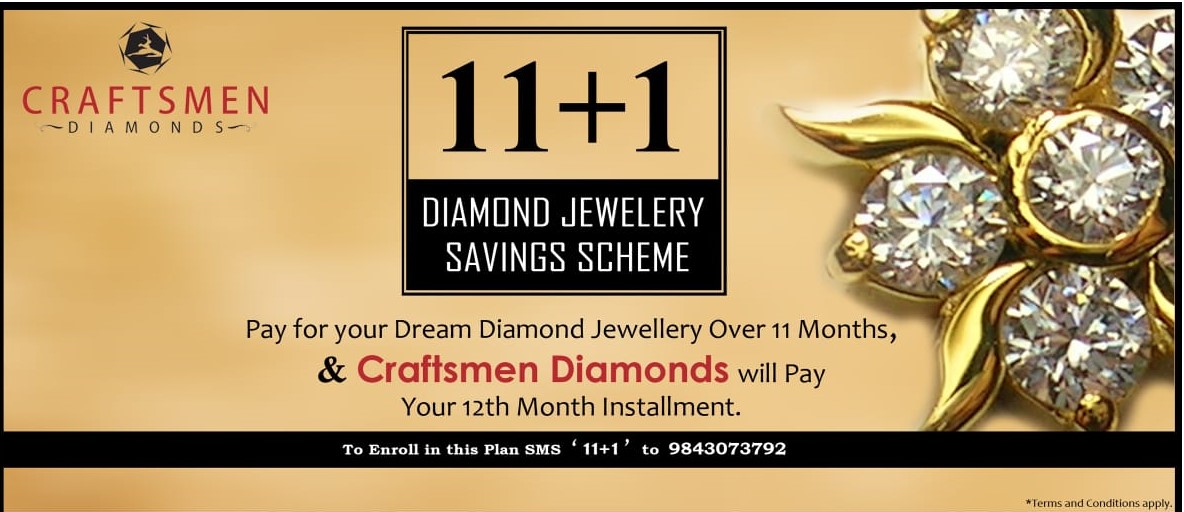 CRAFTSMEN
DIAMONDS
11+1
DIAMOND JEWELERY
SAVINGS SCHEME
Pay for your Dream Diamond Jewellery Over 11 Months,
& Craftsmen Diamonds will Pay
Your 12th Month Installment.
To Enroll in this Plan SMS ‘ 11+1 ’ to 9843073792
*Terms and Conditions apply.